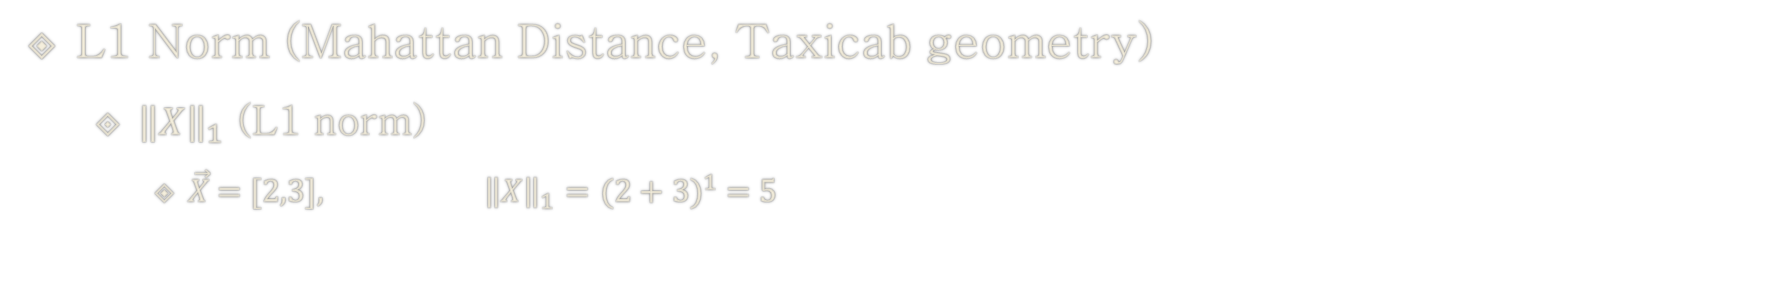 L1 Norm (Mahattan Distance, Taxicab geometry)
‖X‖₁ (L1 norm)
X⃗ = [2,3], ‖X‖₁ = (2 + 3)¹ = 5